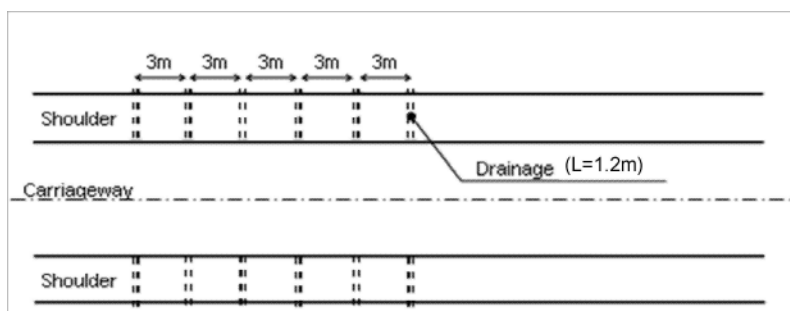 3m 3m 3m 3m 3m
Shoulder
Drainage (L=1.2m)
Carriageway
Shoulder